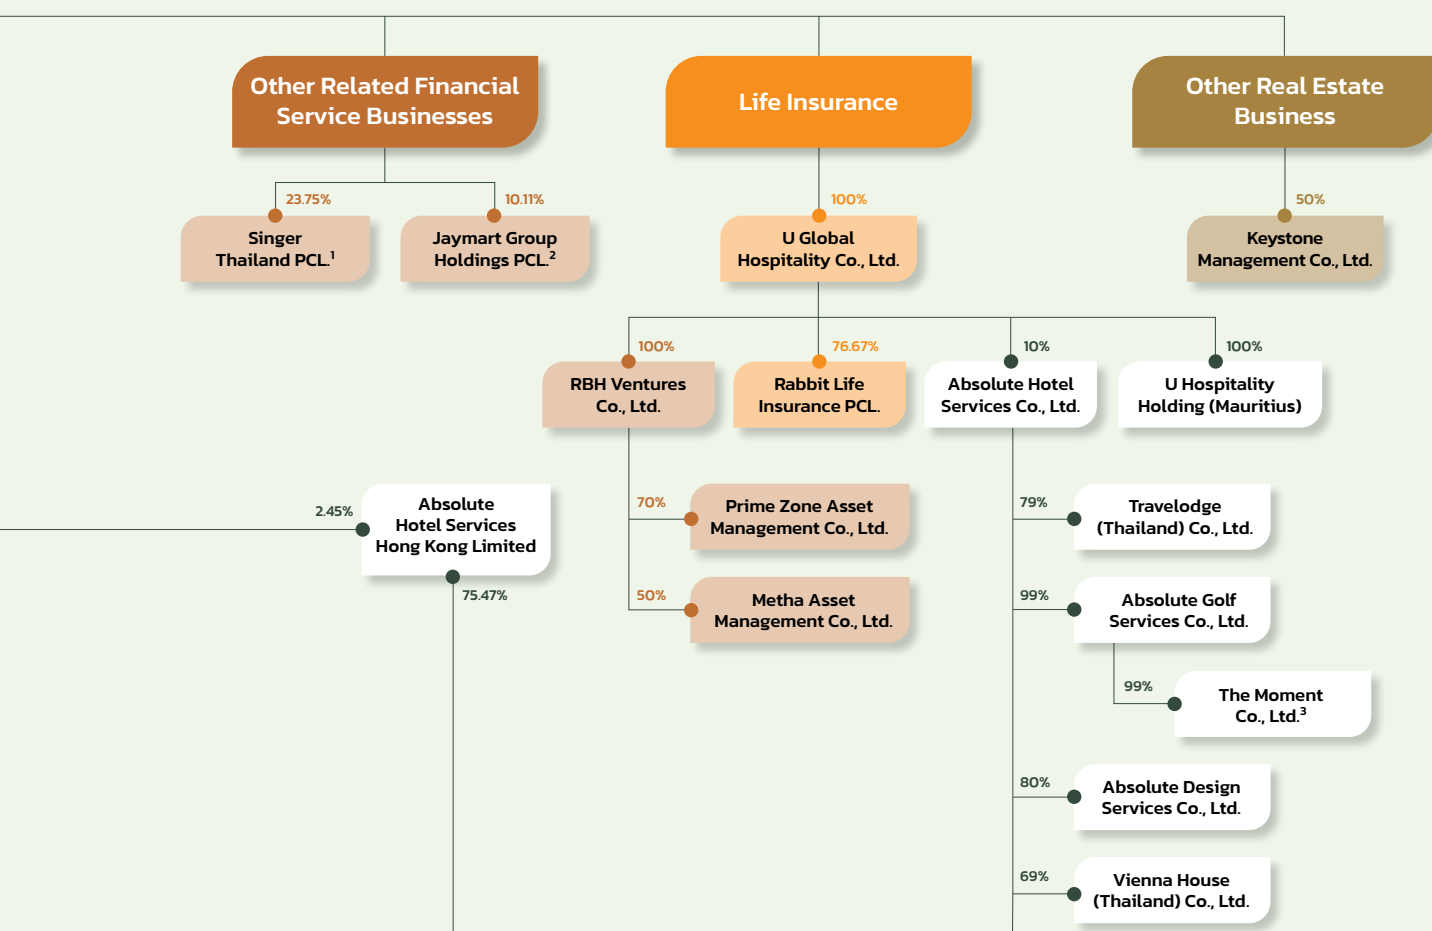 Other Related Financial
Service Businesses
Life Insurance
Other Real Estate
Business
23.75%
10.11%
100%
50%
Singer
Thailand PCL.¹
Jaymart Group
Holdings PCL.²
U Global
Hospitality Co., Ltd.
Keystone
Management Co., Ltd.
100%
76.67%
10%
100%
RBH Ventures
Co., Ltd.
Rabbit Life
Insurance PCL.
Absolute Hotel
Services Co., Ltd.
U Hospitality
Holding (Mauritius)
2.45%
Absolute
Hotel Services
Hong Kong Limited
75.47%
70%
Prime Zone Asset
Management Co., Ltd.
50%
Metha Asset
Management Co., Ltd.
79%
Travelodge
(Thailand) Co., Ltd.
99%
Absolute Golf
Services Co., Ltd.
99%
The Moment
Co., Ltd.³
80%
Absolute Design
Services Co., Ltd.
69%
Vienna House
(Thailand) Co., Ltd.